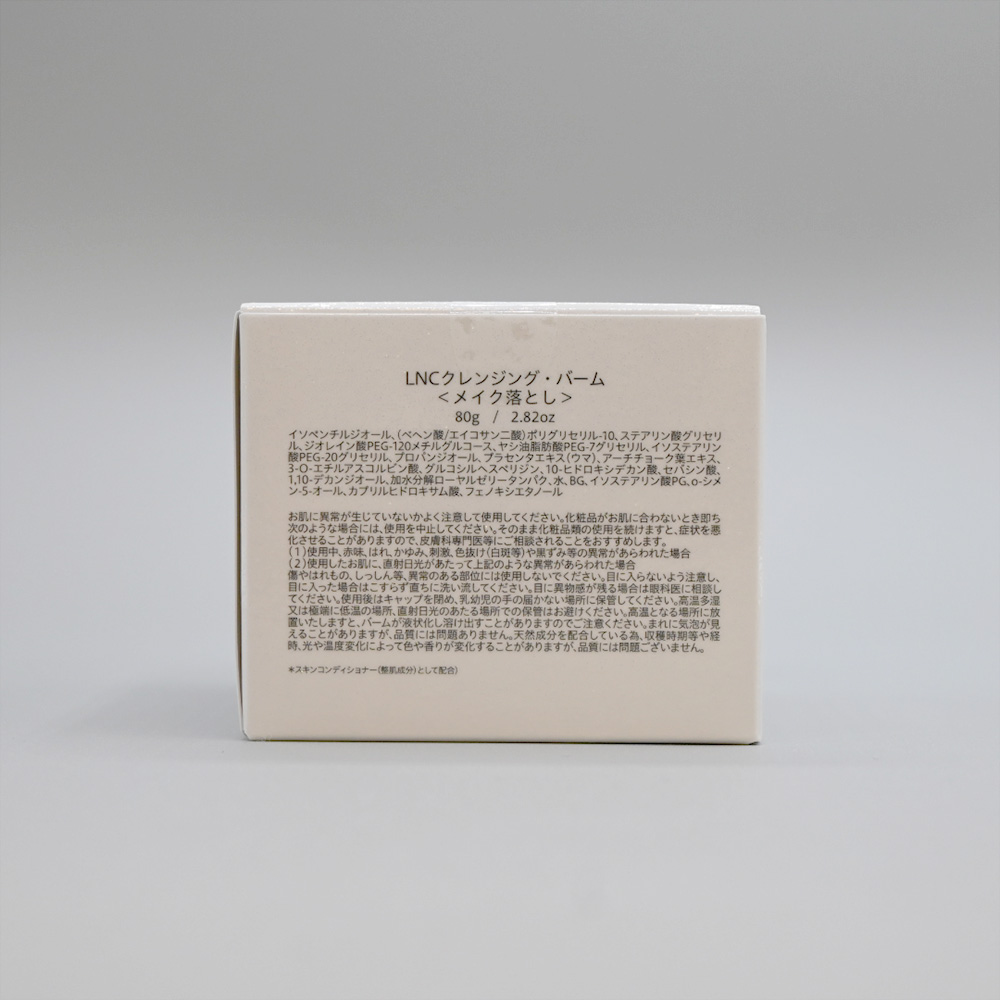 LNCクレンジング・バーム
＜メイク落とし＞
80g / 2.82oz
イソペンチルジオール、(ベヘン酸/エイコサン二酸)ポリグリセリル-10、ステアリン酸グリセリ
ル、ジオレイン酸PEG-120メチルグルコース、ヤシ油脂肪酸PEG-7グリセリル、イソステアリン
酸PEG-20グリセリル、プロパンジオール、プラセンタエキス(ウマ)、アーチチョーク葉エキス、
3-O-エチルアスコルビン酸、グルコシルヘスペリジン、10-ヒドロキシデカン酸、セバシン酸、
1,10-デカンジオール、加水分解ローヤルゼリータンパク、水、BG、イソステアリン酸PG、o-シメ
ン-5-オール、カプリルヒドロキサム酸、フェノキシエタノール
お肌に異常が生じていないかよく注意して使用してください。化粧品がお肌に合わないとき即ち
次のような場合には、使用を中止してください。そのまま化粧品類の使用を続けますと、症状を悪
化させることがありますので、皮膚科専門医等にご相談されることをおすすめします。
(1)使用中、赤味、はれ、かゆみ、刺激、色抜け(白斑等)や黒ずみ等の異常があらわれた場合
(2)使用したお肌に、直射日光があたって上記のような異常があらわれた場合
傷やはれもの、しっしん等、異常のある部位には使用しないでください。目に入らないよう注意し、
目に入った場合はこすらず直ちに洗い流してください。目に異物感が残る場合は眼科医に相談し
てください。使用後はキャップを閉め、乳幼児の手の届かない場所に保管してください。高温多湿
又は極端に低温の場所、直射日光のあたる場所での保管はお避けください。高温となる場所に放
置いたしますと、バームが液状化し溶け出すことがありますのでご注意ください。まれに気泡が見
えることがありますが、品質には問題ありません。天然成分を配合している為、収穫時期等や経
時、光や温度変化によって色や香りが変化することがありますが、品質には問題ございません。
＊スキンコンディショナー(整肌成分)として配合)